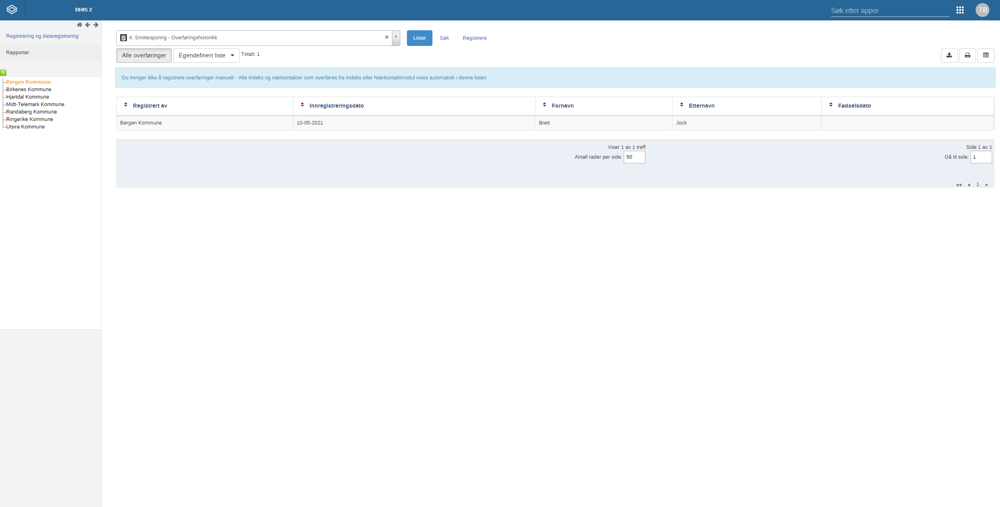 DHIS 2
Søk etter apper
TB
Registrering og dataregistrering
Rapporter
Bergen Kommune
Birkenes Kommune
Hjartdal Kommune
Midt-Telemark Kommune
Randaberg Kommune
Ringerike Kommune
Utsira Kommune
4. Smittesporing - Overføringshistorikk
Lister
Søk
Registrere
Alle overføringer
Egendefinert liste
Totalt: 1
Du trenger ikke å registrere overføringer manuelt - Alle indeks og nærkontakter som overføres fra Indeks eller Nærkontaktmodul vises automatisk i denne listen
Registrert av Innregistreringsdato Fornavn Etternavn Fødselsdato
Bergen Kommune 10-05-2021 Brett Jock
Viser 1 av 1 treff
Antall rader per side: 50
Side 1 av 1
Gå til side: 1
«« « 1 »